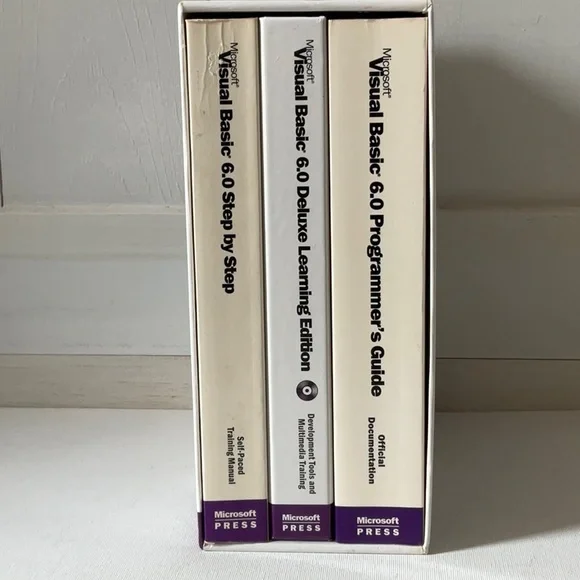 Microsoft®
Visual Basic® 6.0 Step by Step
Self-Paced
Training Manual
Microsoft
PRESS
Microsoft®
Visual Basic® 6.0 Deluxe Learning Edition
Development Tools and
Multimedia Training
Microsoft
PRESS
Microsoft®
Visual Basic® 6.0 Programmer's Guide
Official
Documentation
Microsoft
PRESS